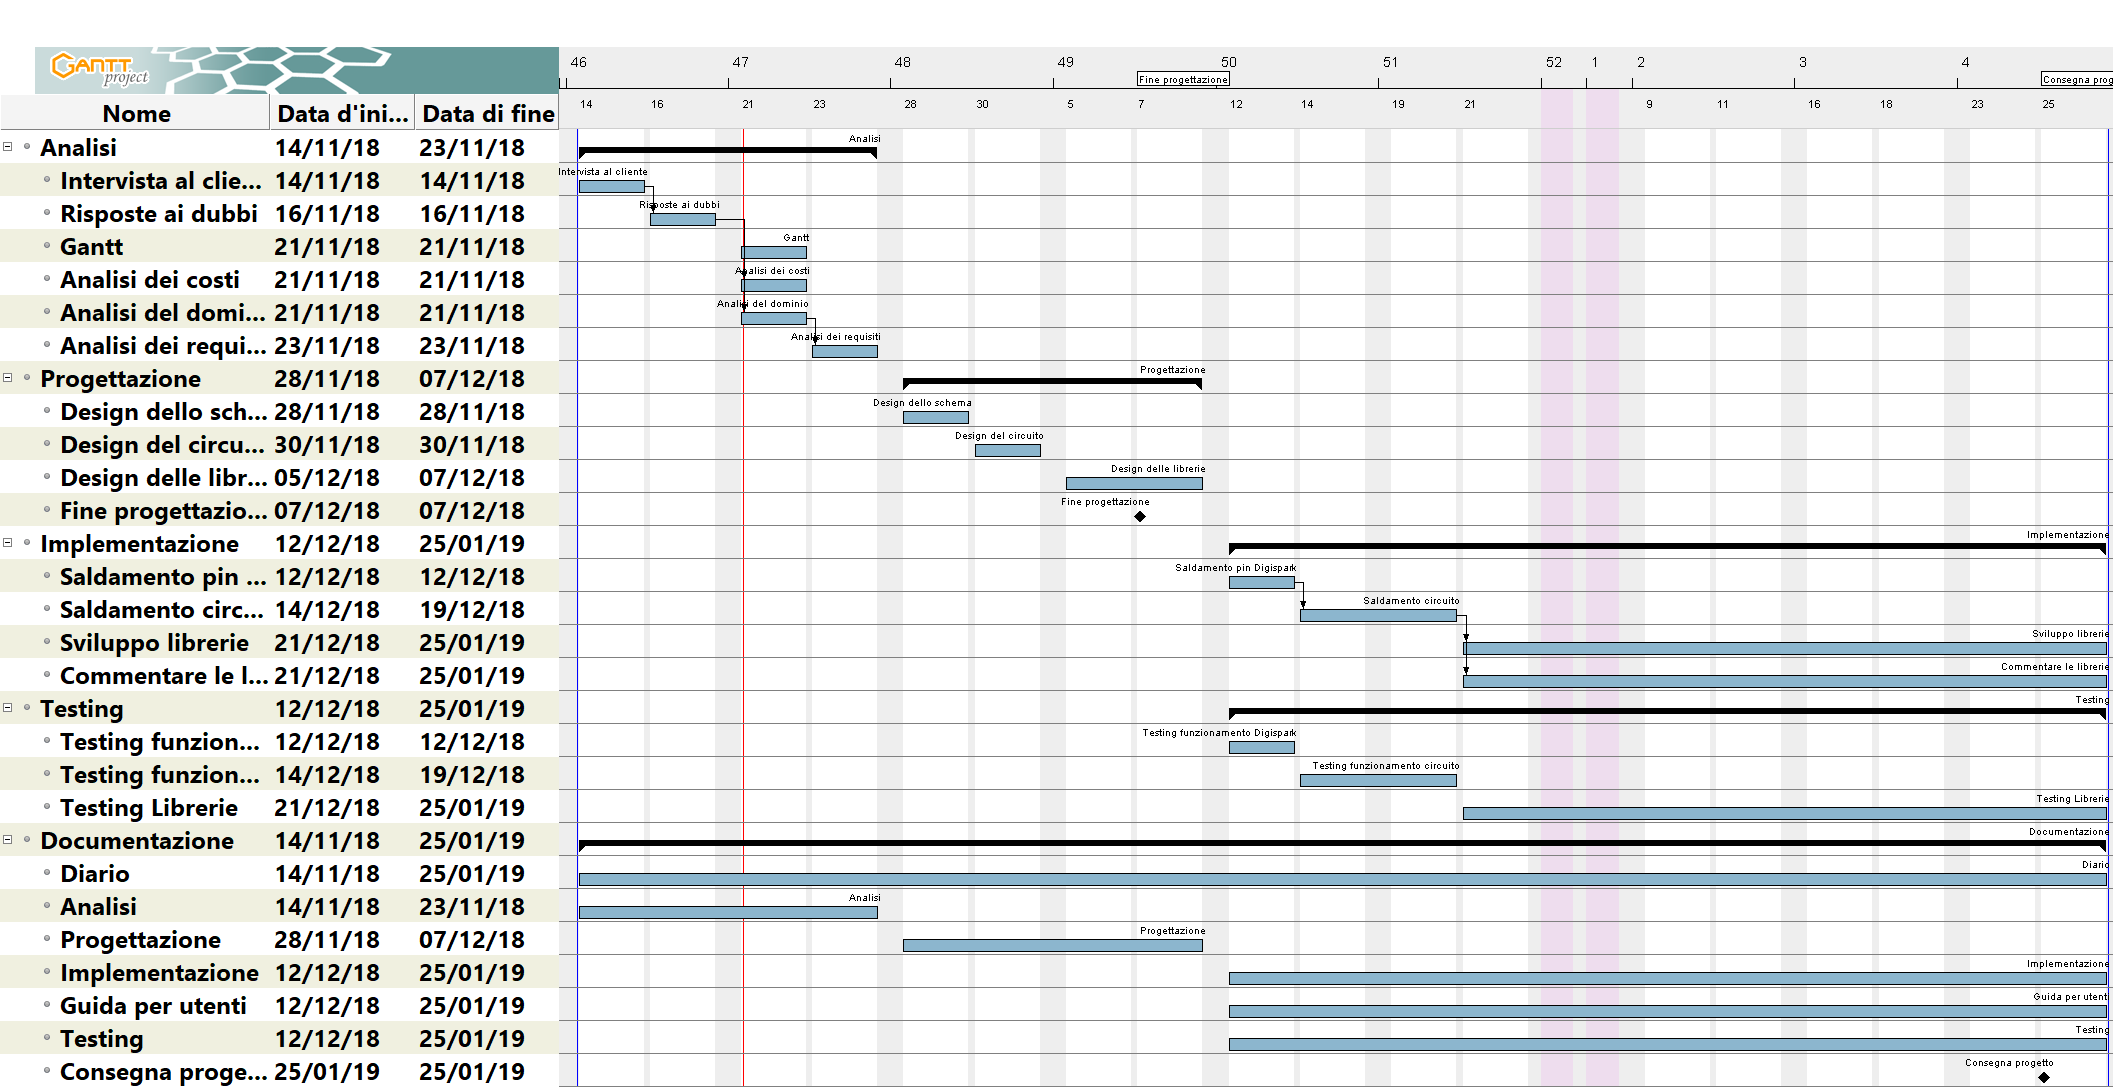 GANTT project
46 47 48 49 50 51 52 1 2 3 4
Fine progettazione Consegna prog
Nome Data d'ini... Data di fine 14 16 21 23 28 30 5 7 12 14 19 21 9 11 16 18 23 25
Analisi 14/11/18 23/11/18 Analisi
Intervista al clie... 14/11/18 14/11/18 Intervista al cliente
Risposte ai dubbi 16/11/18 16/11/18 Risposte ai dubbi
Gantt 21/11/18 21/11/18 Gantt
Analisi dei costi 21/11/18 21/11/18 Analisi dei costi
Analisi del domi... 21/11/18 21/11/18 Analisi del dominio
Analisi dei requi... 23/11/18 23/11/18 Analisi dei requisiti
Progettazione 28/11/18 07/12/18 Progettazione
Design dello sch... 28/11/18 28/11/18 Design dello schema
Design del circu... 30/11/18 30/11/18 Design del circuito
Design delle libr... 05/12/18 07/12/18 Design delle librerie
Fine progettazio... 07/12/18 07/12/18 Fine progettazione
Implementazione 12/12/18 25/01/19 Implementazione
Saldamento pin ... 12/12/18 12/12/18 Saldamento pin Digispark
Saldamento circ... 14/12/18 19/12/18 Saldamento circuito
Sviluppo librerie 21/12/18 25/01/19 Sviluppo librerie
Commentare le l... 21/12/18 25/01/19 Commentare le librerie
Testing 12/12/18 25/01/19 Testing
Testing funzion... 12/12/18 12/12/18 Testing funzionamento Digispark
Testing funzion... 14/12/18 19/12/18 Testing funzionamento circuito
Testing Librerie 21/12/18 25/01/19 Testing Librerie
Documentazione 14/11/18 25/01/19 Documentazione
Diario 14/11/18 25/01/19 Diario
Analisi 14/11/18 23/11/18 Analisi
Progettazione 28/11/18 07/12/18 Progettazione
Implementazione 12/12/18 25/01/19 Implementazione
Guida per utenti 12/12/18 25/01/19 Guida per utenti
Testing 12/12/18 25/01/19 Testing
Consegna proge... 25/01/19 25/01/19 Consegna progetto